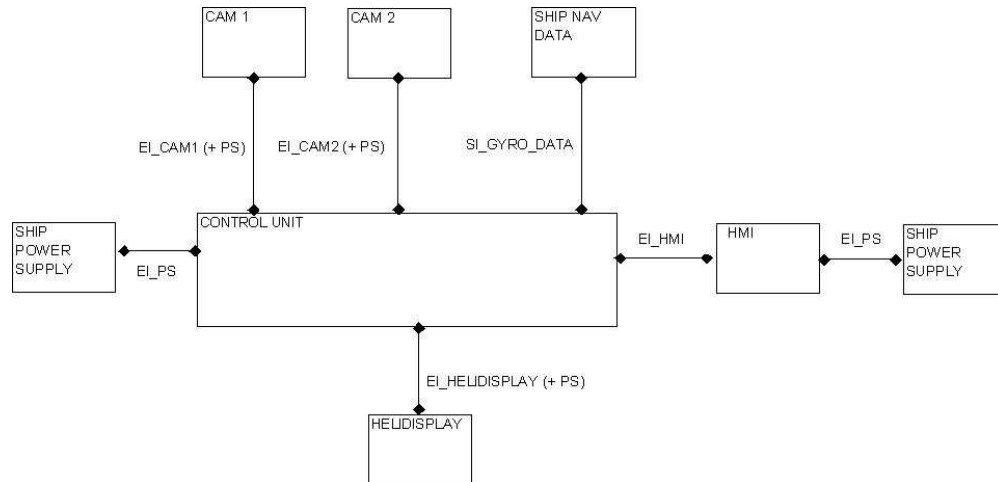 CAM 1
CAM 2
SHIP NAV
DATA
EI_CAM1 (+ PS)
EI_CAM2 (+ PS)
SI_GYRO_DATA
SHIP
POWER
SUPPLY
EI_PS
CONTROL UNIT
EI_HMI
HMI
EI_PS
SHIP
POWER
SUPPLY
EI_HELIDISPLAY (+ PS)
HELIDISPLAY